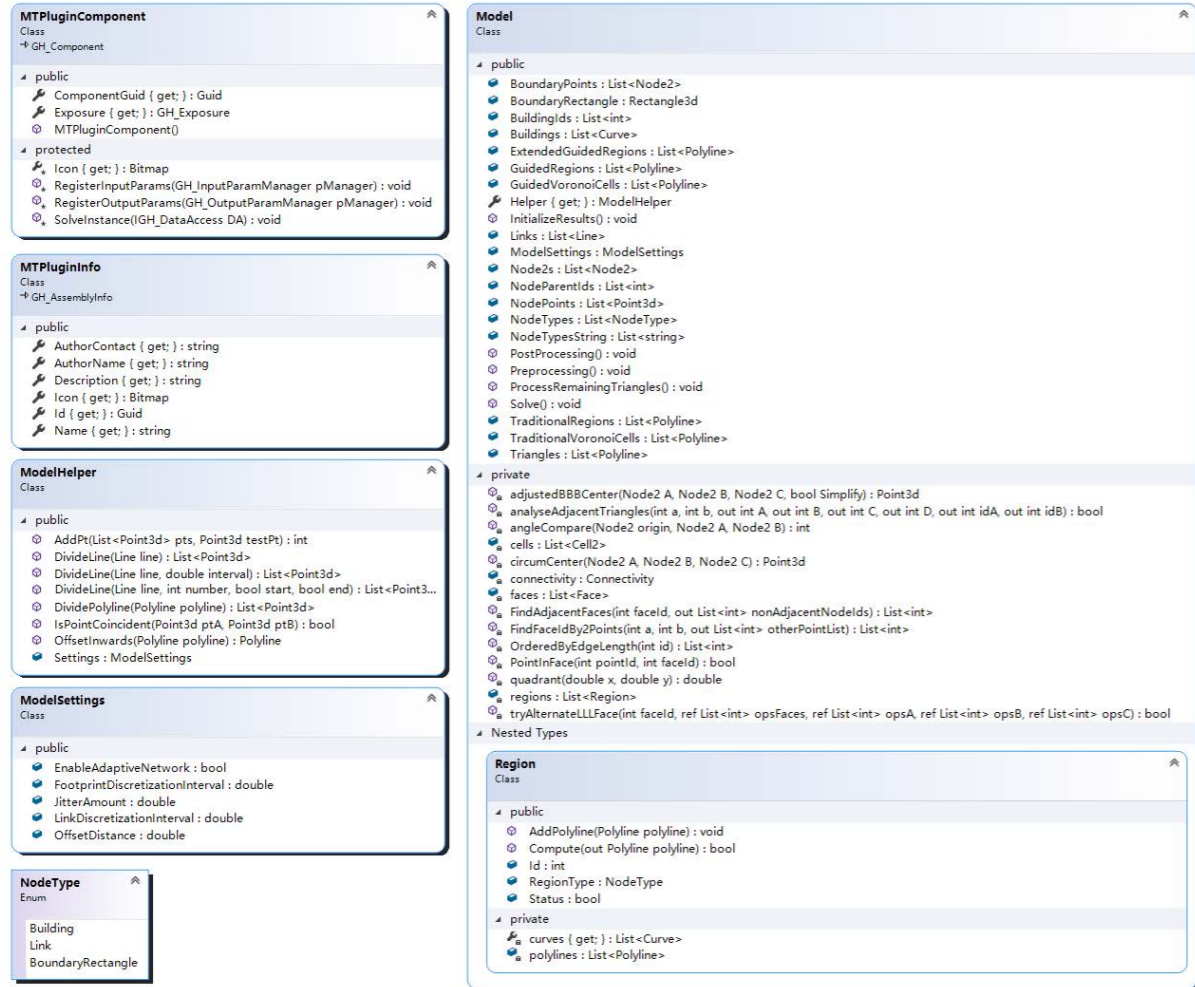 MTPluginComponent
Class
GH_Component
public
ComponentGuid { get; } : Guid
Exposure { get; } : GH_Exposure
MTPluginComponent()
protected
Icon { get; } : Bitmap
RegisterInputParams(GH_InputParamManager pManager) : void
RegisterOutputParams(GH_OutputParamManager pManager) : void
SolveInstance(IGH_DataAccess DA) : void
MTPluginInfo
Class
GH_AssemblyInfo
public
AuthorContact { get; } : string
AuthorName { get; } : string
Description { get; } : string
Icon { get; } : Bitmap
Id { get; } : Guid
Name { get; } : string
ModelHelper
Class
public
AddPt(List<Point3d> pts, Point3d testPt) : int
DivideLine(Line line) : List<Point3d>
DivideLine(Line line, double interval) : List<Point3d>
DivideLine(Line line, int number, bool start, bool end) : List<Point3...
DividePolyline(Polyline polyline) : List<Point3d>
IsPointCoincident(Point3d ptA, Point3d ptB) : bool
OffsetInwards(Polyline polyline) : Polyline
Settings : ModelSettings
ModelSettings
Class
public
EnableAdaptiveNetwork : bool
FootprintDiscretizationInterval : double
JitterAmount : double
LinkDiscretizationInterval : double
OffsetDistance : double
NodeType
Enum
Building
Link
BoundaryRectangle
Model
Class
public
BoundaryPoints : List<Node2>
BoundaryRectangle : Rectangle3d
BuildingIds : List<int>
Buildings : List<Curve>
ExtendedGuidedRegions : List<Polyline>
GuidedRegions : List<Polyline>
GuidedVoronoiCells : List<Polyline>
Helper { get; } : ModelHelper
InitializeResults() : void
Links : List<Line>
ModelSettings : ModelSettings
Node2s : List<Node2>
NodeParentIds : List<int>
NodePoints : List<Point3d>
NodeTypes : List<NodeType>
NodeTypesString : List<string>
PostProcessing() : void
Preprocessing() : void
ProcessRemainingTriangles() : void
Solve() : void
TraditionalRegions : List<Polyline>
TraditionalVoronoiCells : List<Polyline>
Triangles : List<Polyline>
private
adjustedBBBCenter(Node2 A, Node2 B, Node2 C, bool Simplify) : Point3d
analyseAdjacentTriangles(int a, int b, out int A, out int B, out int C, out int D, out int idA, out int idB) : bool
angleCompare(Node2 origin, Node2 A, Node2 B) : int
cells : List<Cell2>
circumCenter(Node2 A, Node2 B, Node2 C) : Point3d
connectivity : Connectivity
faces : List<Face>
FindAdjacentFaces(int faceId, out List<int> nonAdjacentNodeIds) : List<int>
FindFaceIdBy2Points(int a, int b, out List<int> otherPointList) : List<int>
OrderedByEdgeLength(int id) : List<int>
PointInFace(int pointId, int faceId) : bool
quadrant(double x, double y) : double
regions : List<Region>
tryAlternateLLLFace(int faceId, ref List<int> opsFaces, ref List<int> opsA, ref List<int> opsB, ref List<int> opsC) : bool
Nested Types
Region
Class
public
AddPolyline(Polyline polyline) : void
Compute(out Polyline polyline) : bool
Id : int
RegionType : NodeType
Status : bool
private
curves { get; } : List<Curve>
polylines : List<Polyline>